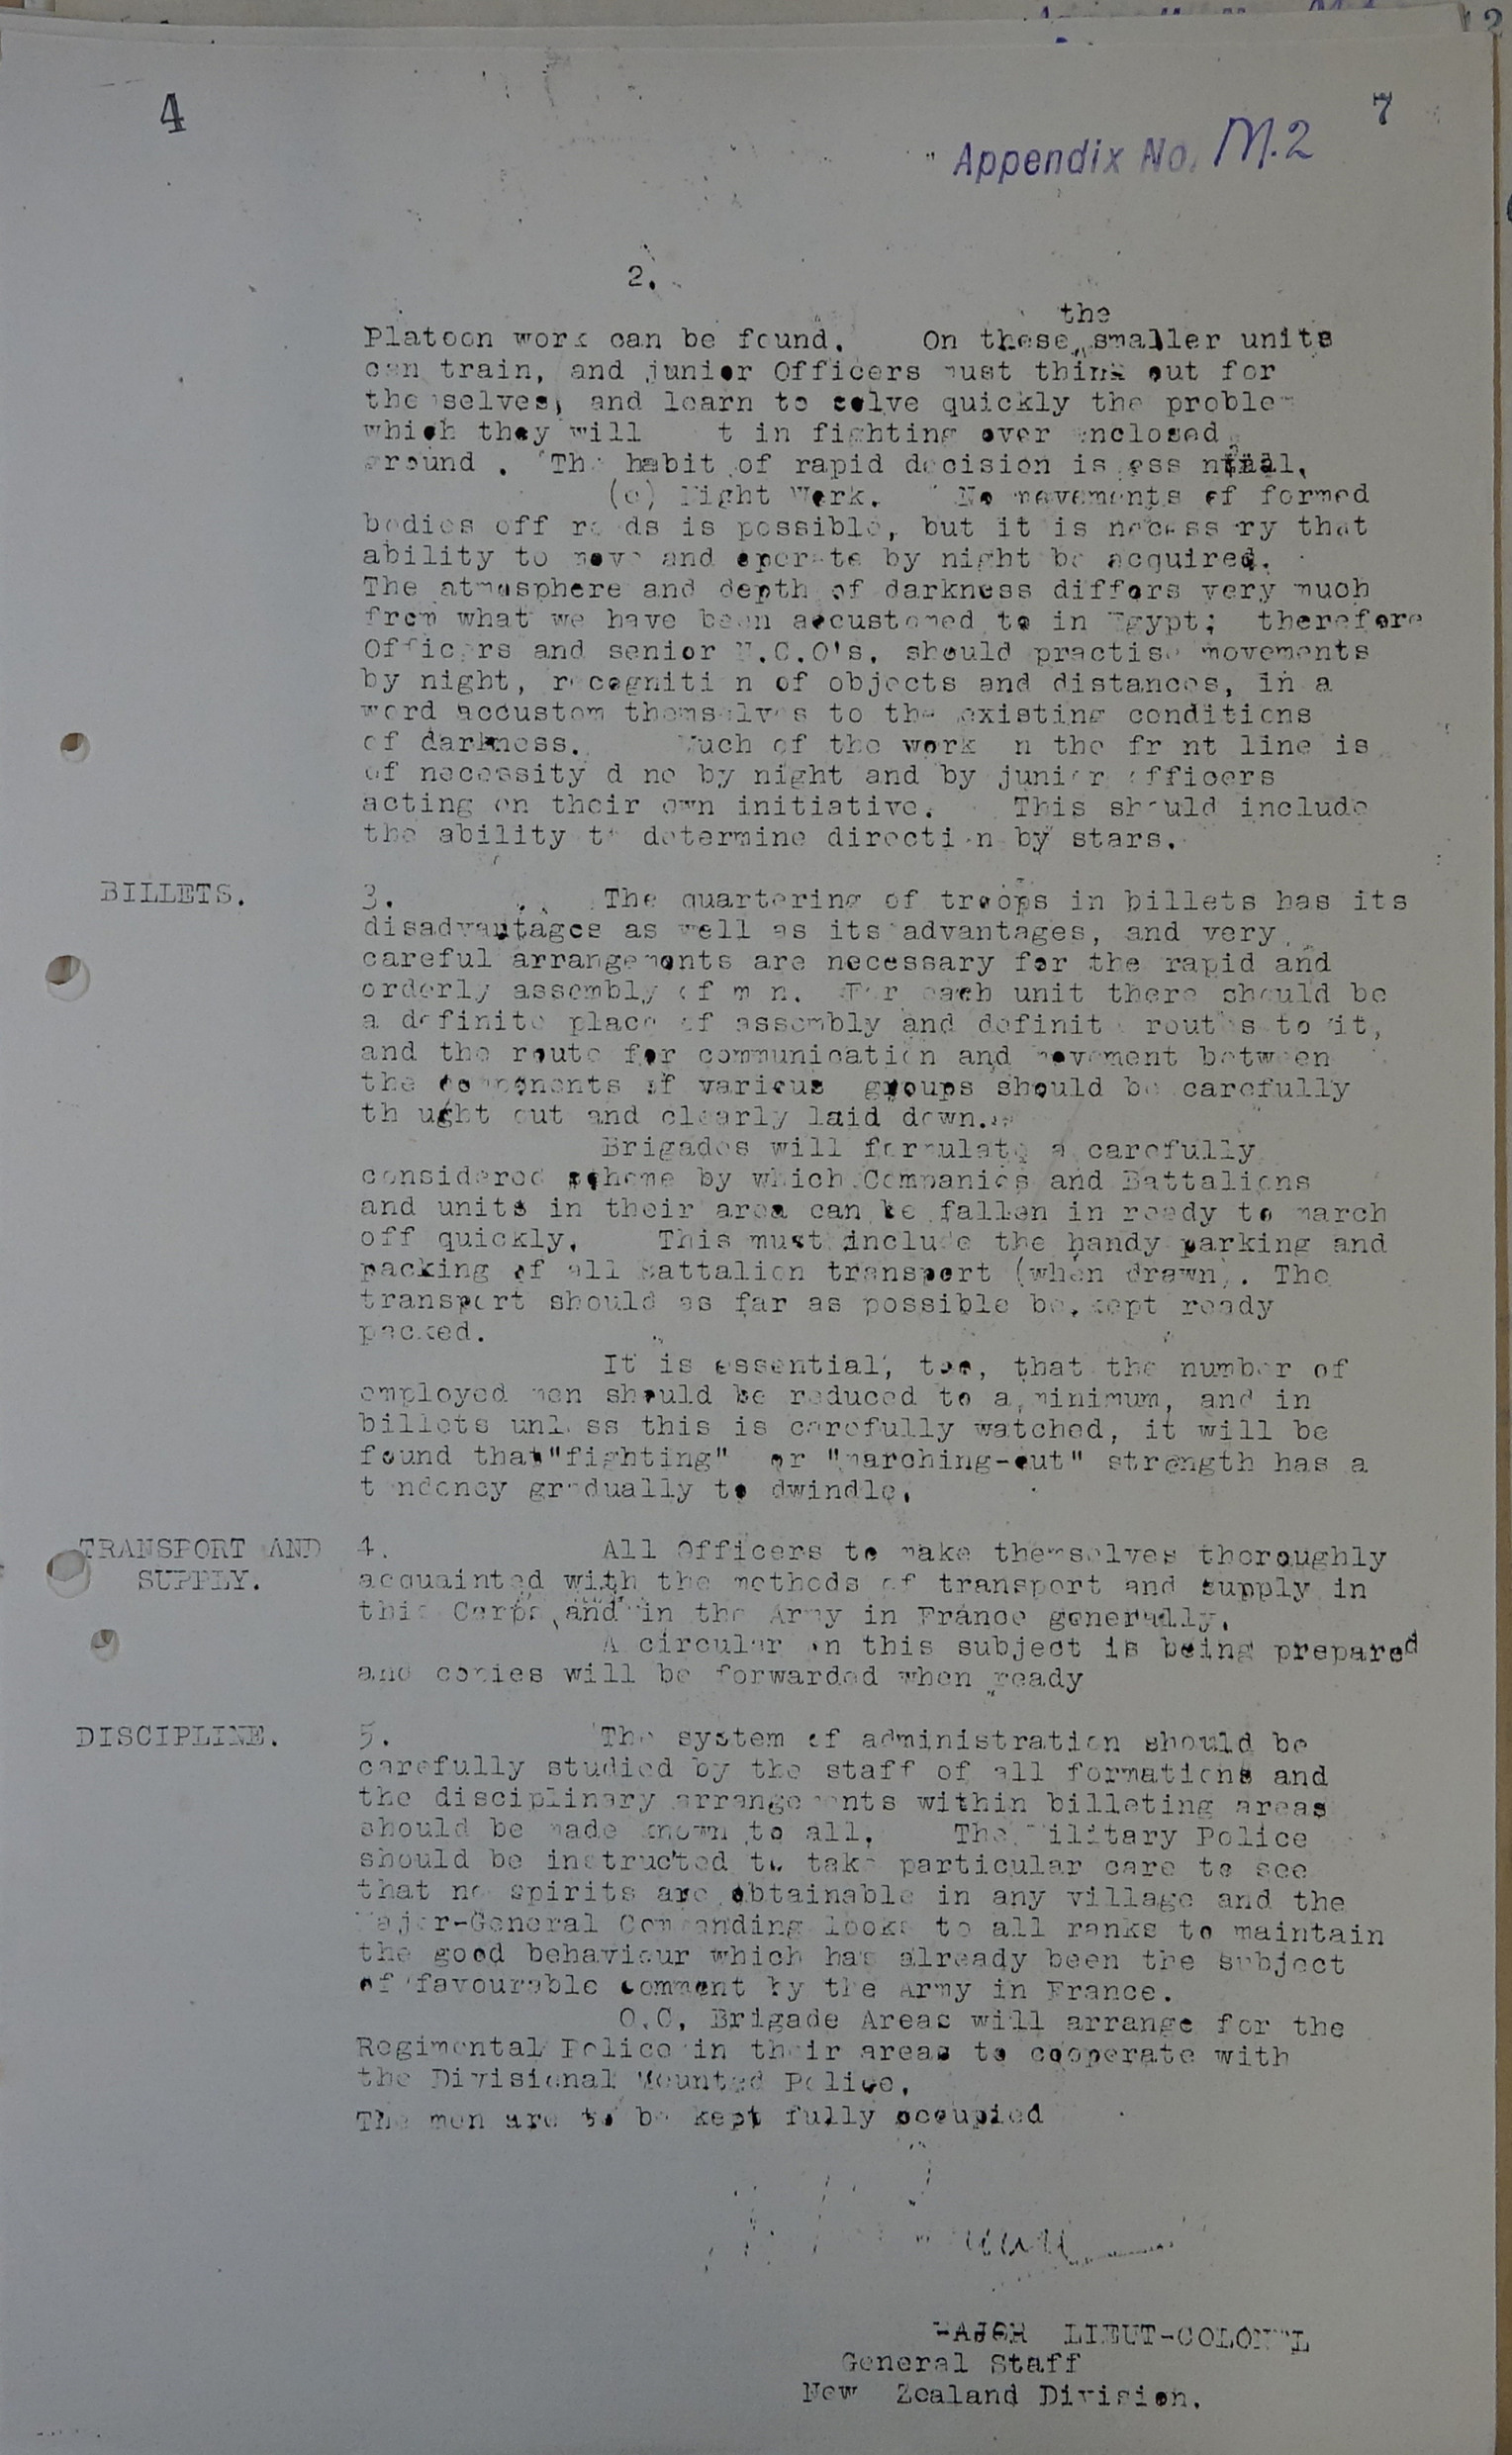 4
7
Appendix No. M.2
2.
the
Platoon work can be found. On these smaller units
can train, and junior Officers must think out for
themselves, and learn to solve quickly the problem
which they will t in fighting over enclosed
ground . The habit of rapid decision is essential.
(c) Night Work. No movements of formed
bodies off roads is possible, but it is necessary that
ability to move and operate by night be acquired.
The atmosphere and depth of darkness differs very much
from what we have been accustomed to in Egypt; therefore
Officers and senior N.C.O's. should practise movements
by night, recognition of objects and distances, in a
word accustom themselves to the existing conditions
of darkness. Much of the work on the front line is
of necessity done by night and by junior officers
acting on their own initiative. This should include
the ability to determine direction by stars.
BILLETS. 3. The quartering of troops in billets has its
disadvantages as well as its advantages, and very
careful arrangements are necessary for the rapid and
orderly assembly of men. For each unit there should be
a definite place of assembly and definite routes to it,
and the route for communication and movement between
the components of various groups should be carefully
thought out and clearly laid down.
Brigades will formulate a carefully
considered scheme by which Companies and Battalions
and units in their area can be fallen in ready to march
off quickly. This must include the handy parking and
packing of all Battalion transport (when drawn). The
transport should as far as possible be kept ready
packed.
It is essential, too, that the number of
employed men should be reduced to a minimum, and in
billets unless this is carefully watched, it will be
found that "fighting" or "marching-out" strength has a
tendency gradually to dwindle.
TRANSPORT AND 4. All Officers to make themselves thoroughly
SUPPLY. acquainted with the methods of transport and supply in
this Corps and in the Army in France generally.
A circular on this subject is being prepared
and copies will be forwarded when ready
DISCIPLINE. 5. The system of administration should be
carefully studied by the staff of all formations and
the disciplinary arrangements within billeting areas
should be made known to all. The Military Police
should be instructed to take particular care to see
that no spirits are obtainable in any village and the
Major-General Commanding looks to all ranks to maintain
the good behaviour which has already been the subject
of favourable comment by the Army in France.
O.C. Brigade Areas will arrange for the
Regimental Police in their areas to cooperate with
the Divisional Mounted Police.
The men are to be kept fully occupied
MAJOR LIEUT-COLONEL
General Staff
New Zealand Division.